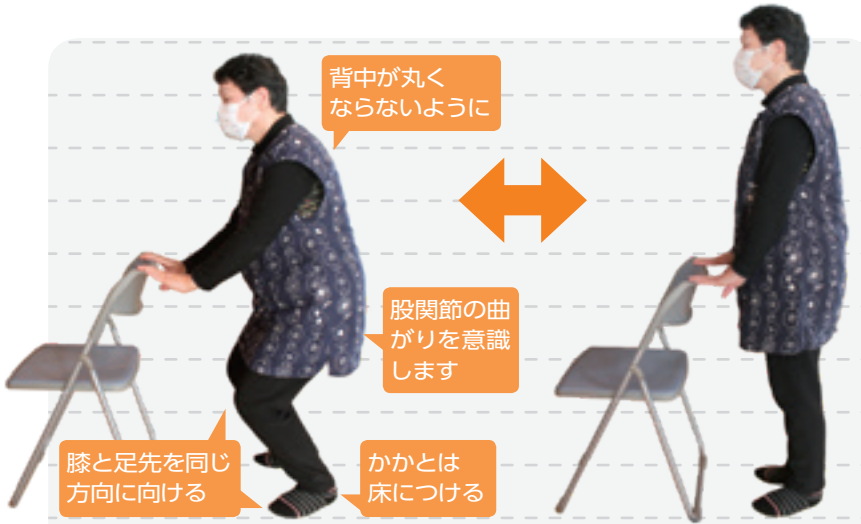 背中が丸く
ならないように
股関節の曲
がりを意識
します
膝と足先を同じ
方向に向ける
かかとは
床につける